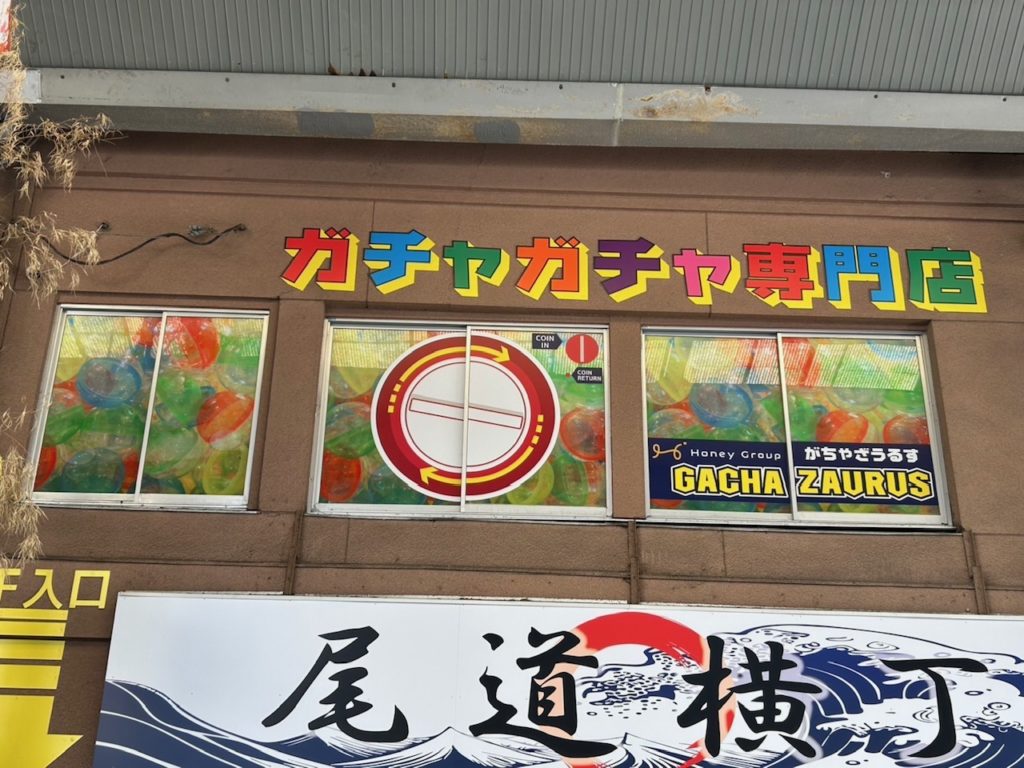 ガチャガチャ専門店
COIN
IN
COIN
RETURN
Haney Group
がちゃざうるす
GACHA ZAURUS
入口
尾道横丁